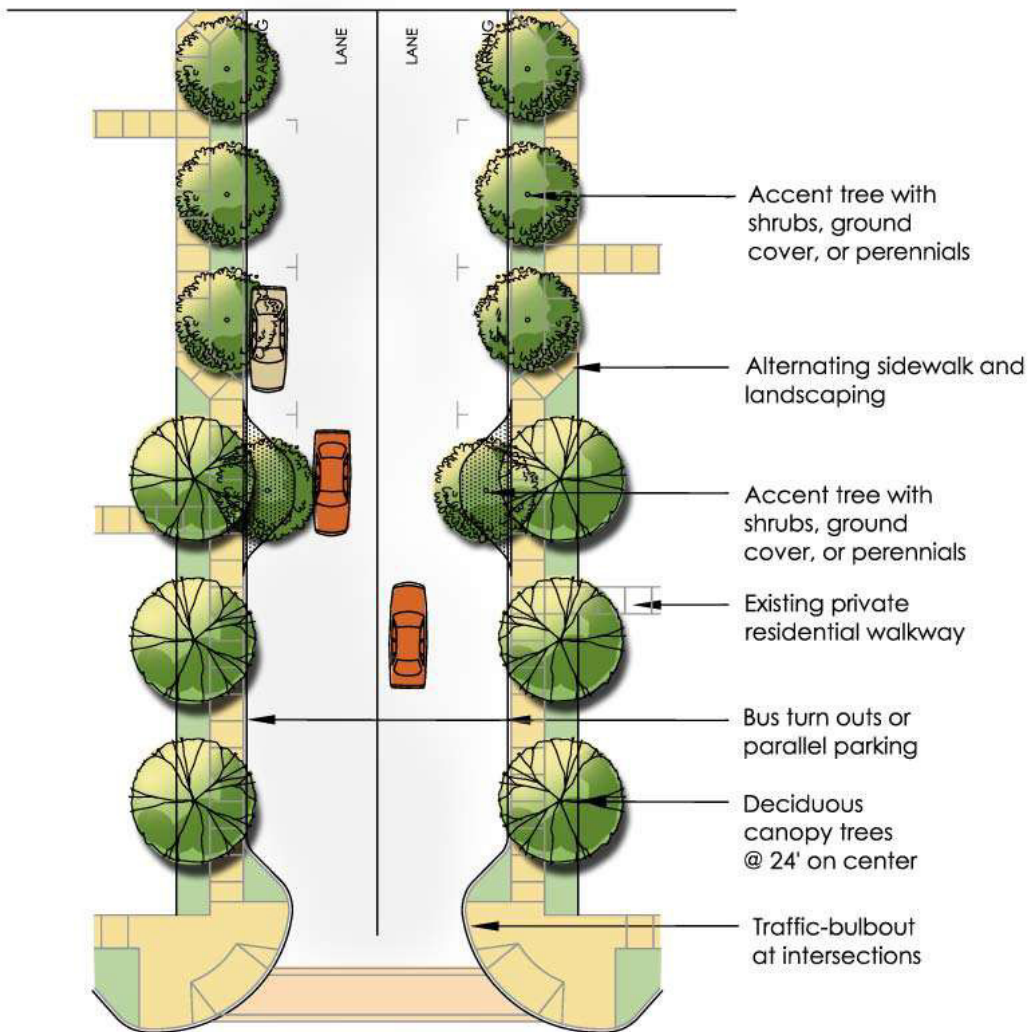 PARKING
LANE
LANE
PARKING
Accent tree with
shrubs, ground
cover, or perennials
Alternating sidewalk and
landscaping
Accent tree with
shrubs, ground
cover, or perennials
Existing private
residential walkway
Bus turn outs or
parallel parking
Deciduous
canopy trees
@ 24' on center
Traffic-bulbout
at intersections